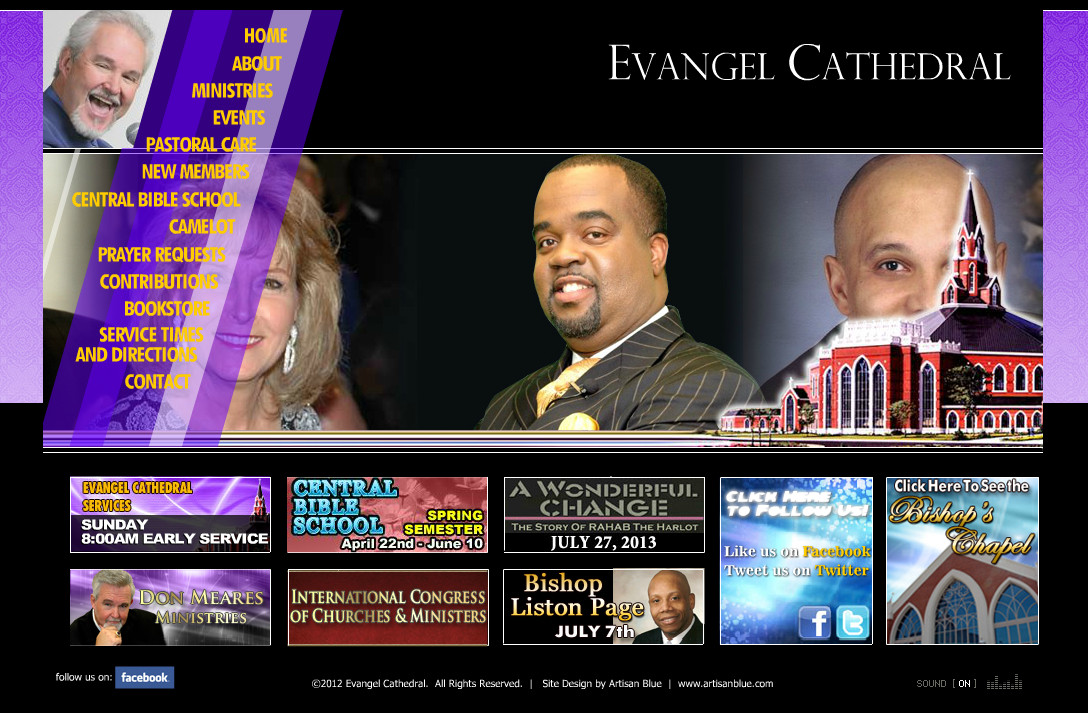 HOME
ABOUT
MINISTRIES
EVENTS
PASTORAL CARE
NEW MEMBERS
CENTRAL BIBLE SCHOOL
CAMELOT
PRAYER REQUESTS
CONTRIBUTIONS
BOOKSTORE
SERVICE TIMES
AND DIRECTIONS
CONTACT
EVANGEL CATHEDRAL
EVANGEL CATHEDRAL
SERVICES
SUNDAY
8:00AM EARLY SERVICE
CENTRAL
BIBLE
SCHOOL
SPRING
SEMESTER
April 22nd - June 10
A WONDERFUL
CHANGE
THE STORY OF RAHAB THE HARLOT
JULY 27, 2013
Click Here
to Follow Us!
Like us on Facebook
Tweet us on Twitter
Click Here To See the
Bishop's
Chapel
DON MEARES
MINISTRIES
INTERNATIONAL CONGRESS
OF CHURCHES & MINISTERS
Bishop
Liston Page
JULY 7th
follow us on: facebook
©2012 Evangel Cathedral. All Rights Reserved. | Site Design by Artisan Blue | www.artisanblue.com
SOUND [ ON ]